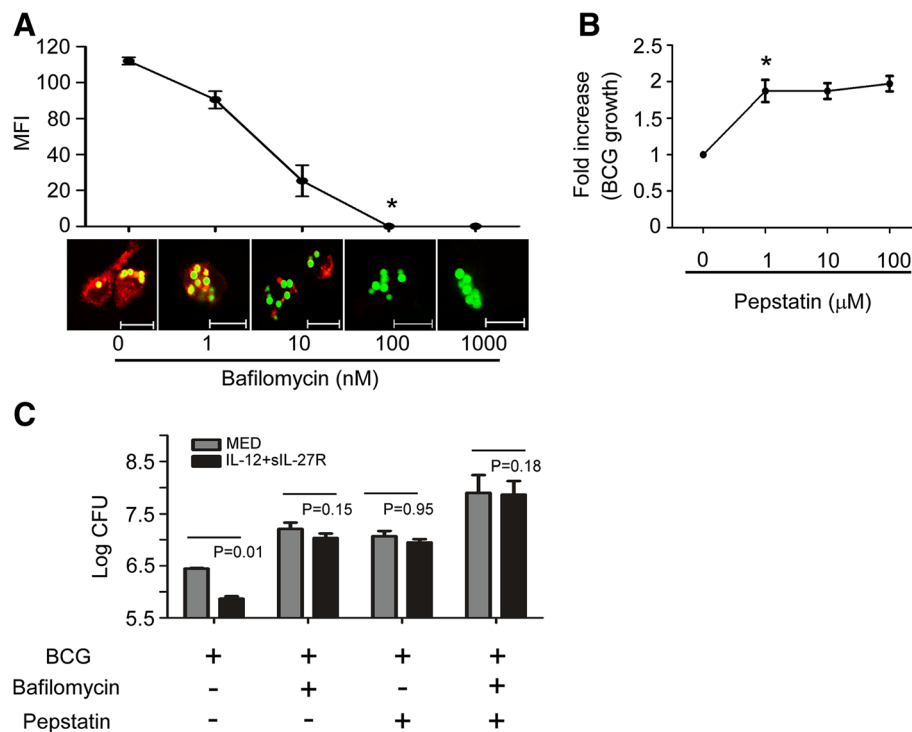 A
120
100
80
60
40
20
0
MFI
0 1 10 100 1000
Bafilomycin (nM)
B
2.5
2
1.5
1
0.5
0
Fold increase
(BCG growth)
*
*
0 1 10 100
Pepstatin (μM)
C
MED
IL-12+sIL-27R
8.5
7.5
6.5
5.5
Log CFU
P=0.01
P=0.15
P=0.95
P=0.18
BCG + + + +
Bafilomycin - + - +
Pepstatin - - + +